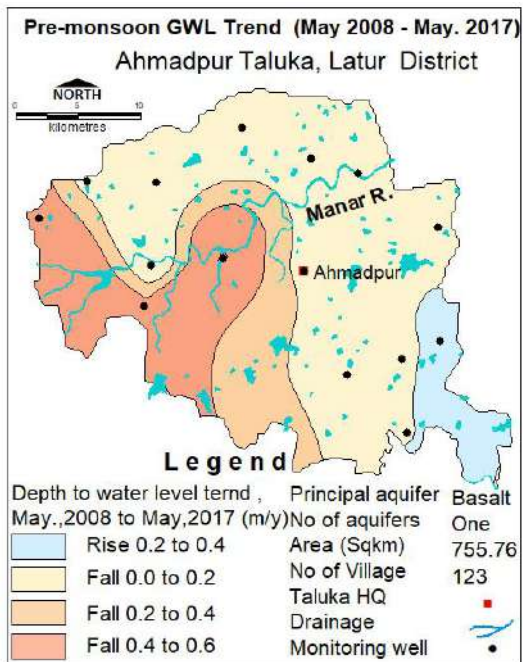 Pre-monsoon GWL Trend (May 2008 - May. 2017)
Ahmadpur Taluka, Latur District
NORTH
0 5 10
kilometres
Manar R.
Ahmadpur
Legend
Depth to water level ternd ,
May.,2008 to May,2017 (m/y)
Rise 0.2 to 0.4
Fall 0.0 to 0.2
Fall 0.2 to 0.4
Fall 0.4 to 0.6
Principal aquifer Basalt
No of aquifers One
Area (Sqkm) 755.76
No of Village 123
Taluka HQ
Drainage
Monitoring well